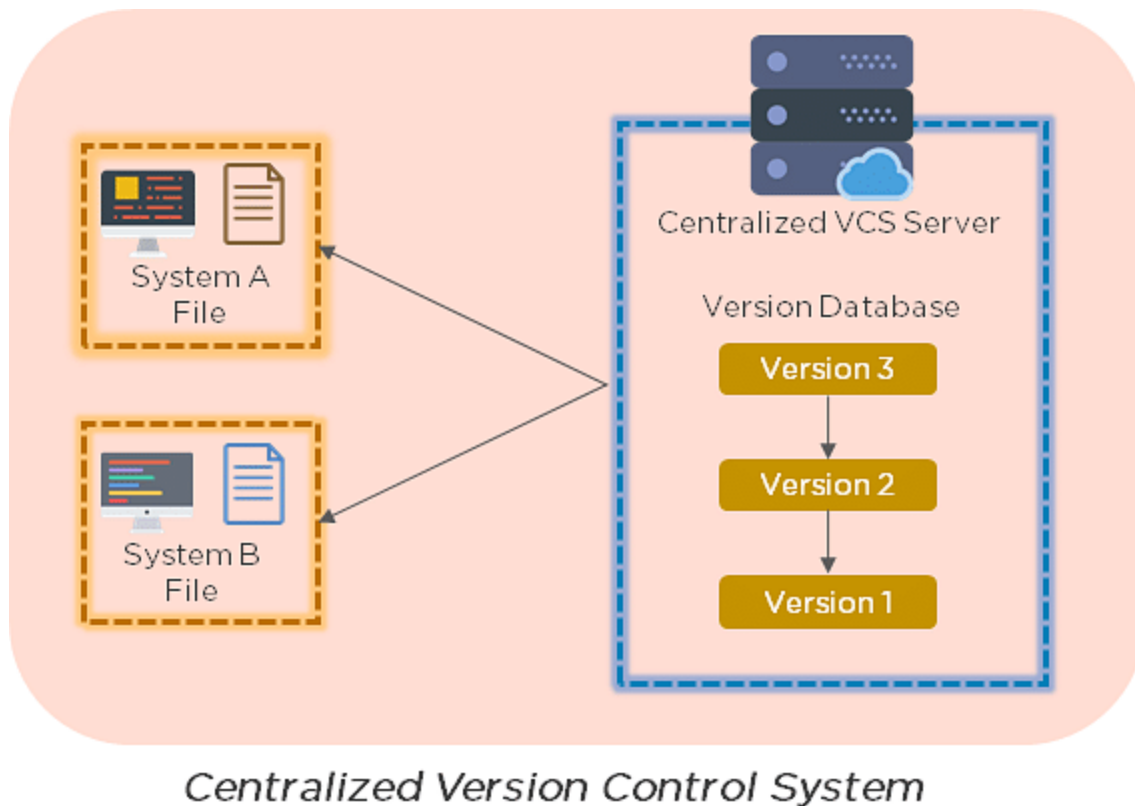 System A
File
System B
File
Centralized VCS Server
Version Database
Version 3
Version 2
Version 1
Centralized Version Control System